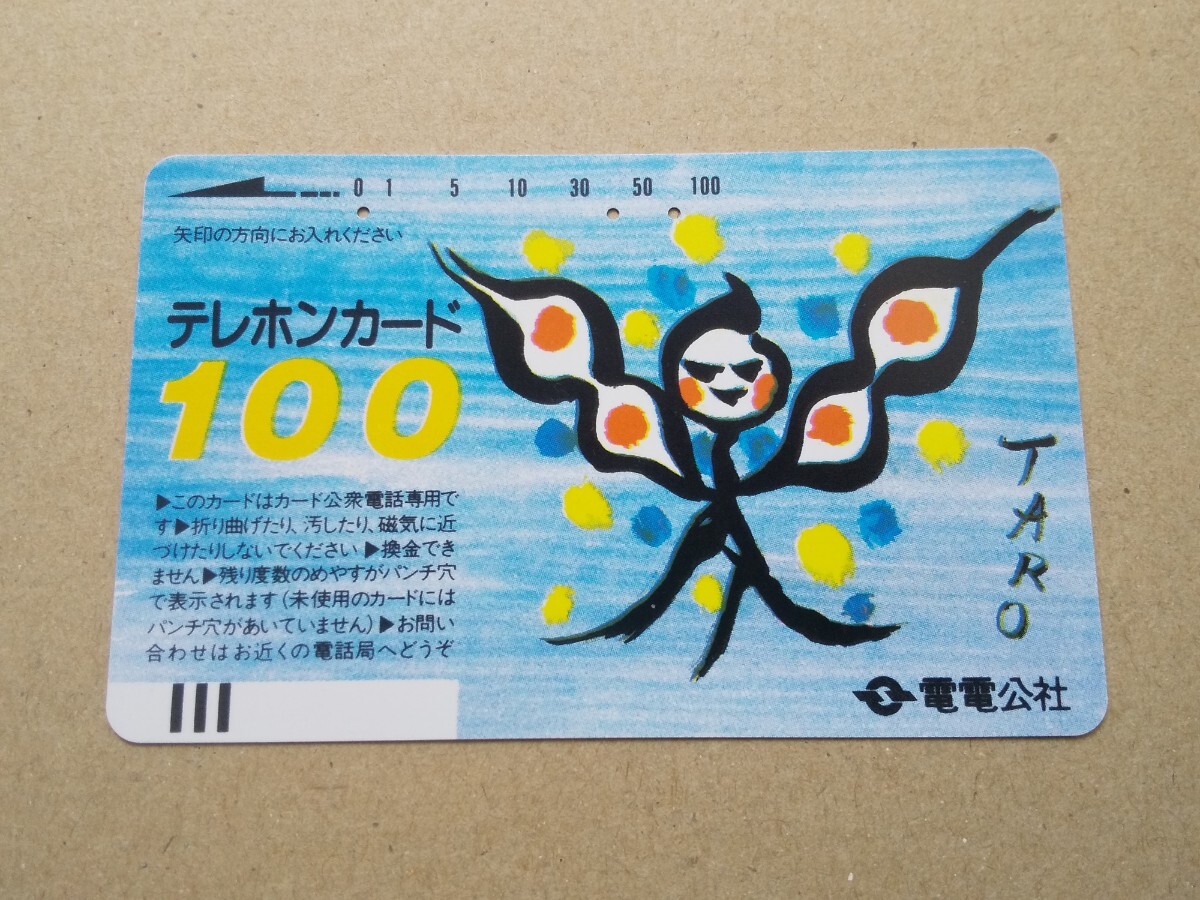 0 1 5 10 30 50 100
矢印の方向にお入れください
テレホンカード
100
▶このカードはカード公衆電話専用で
す▶折り曲げたり、汚したり、磁気に近
づけたりしないでください▶換金でき
ません▶残り度数のめやすがパンチ穴
で表示されます(未使用のカードには
パンチ穴があいていません)▶お問い
合わせはお近くの電話局へどうぞ
TARO
電電公社